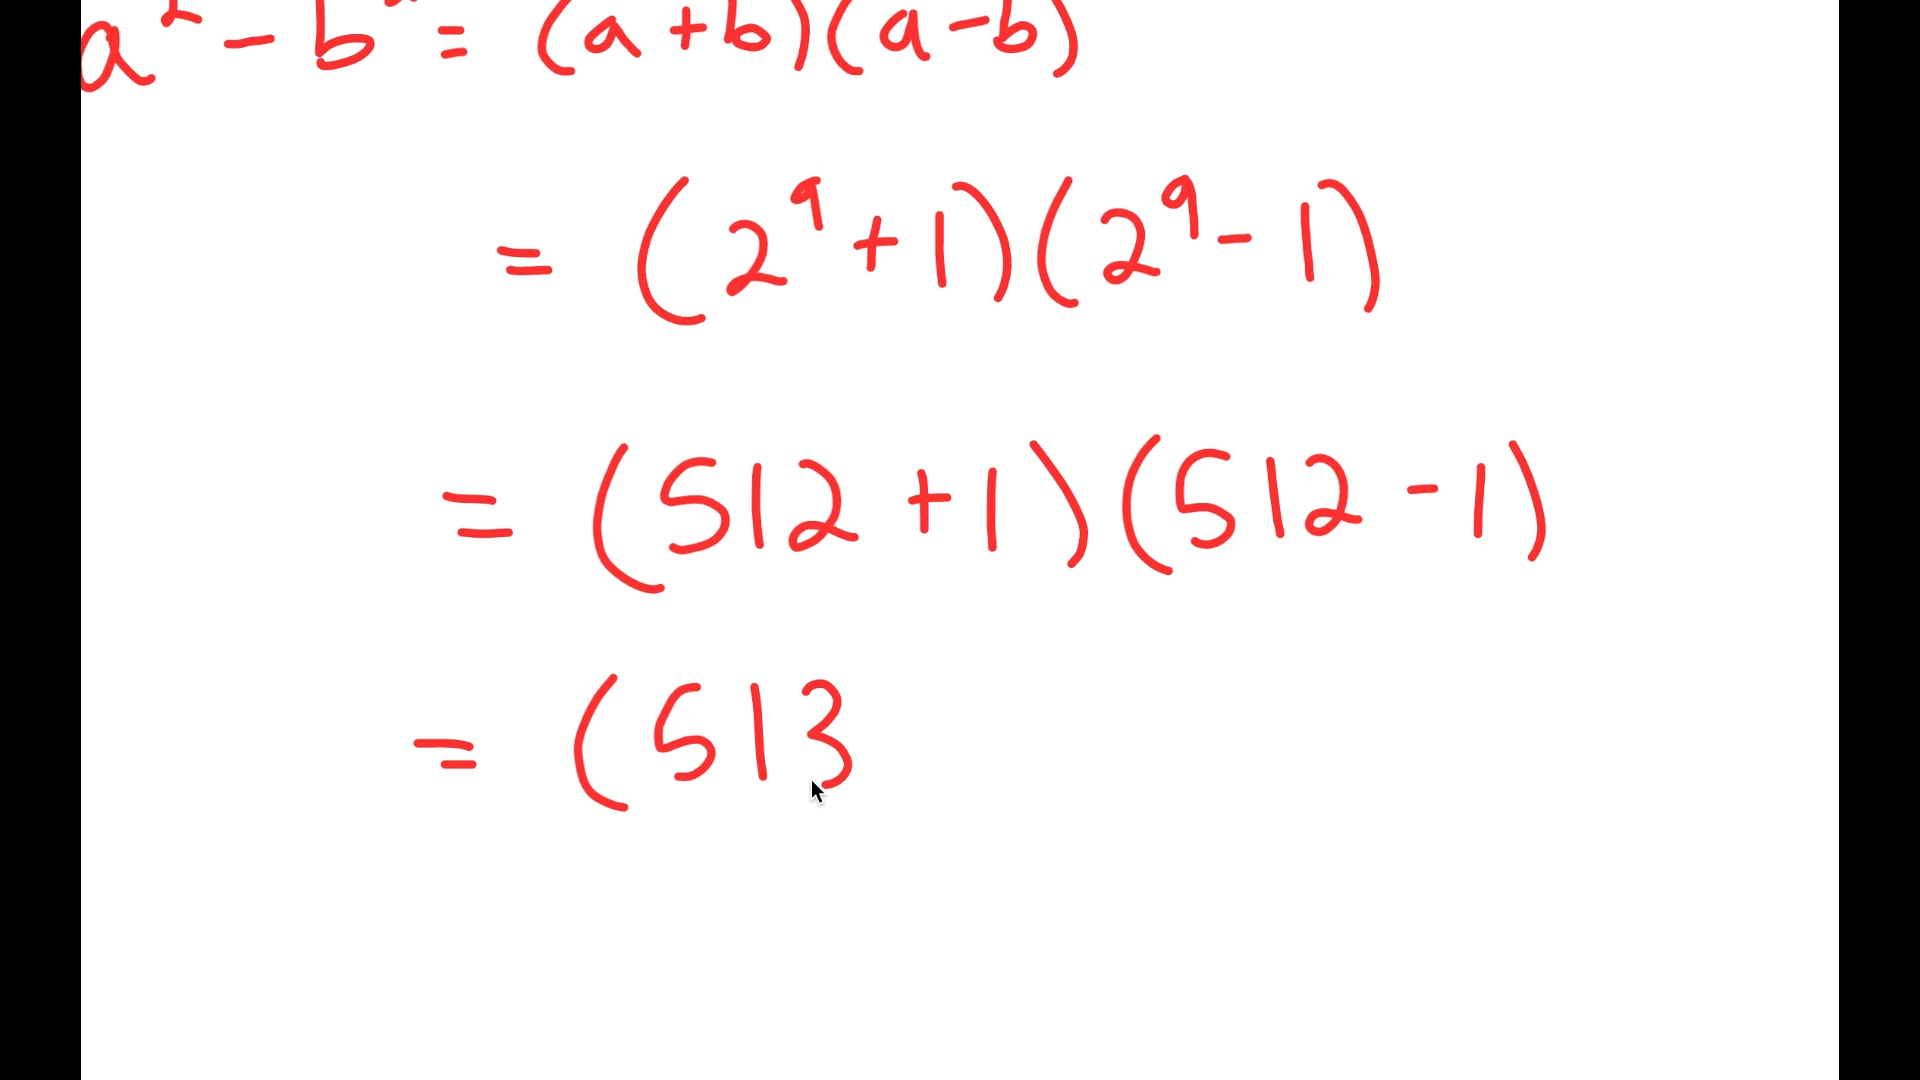 a² - b² = (a+b)(a-b)
= (2⁹ + 1)(2⁹ - 1)
= (512 + 1)(512 - 1)
= (513